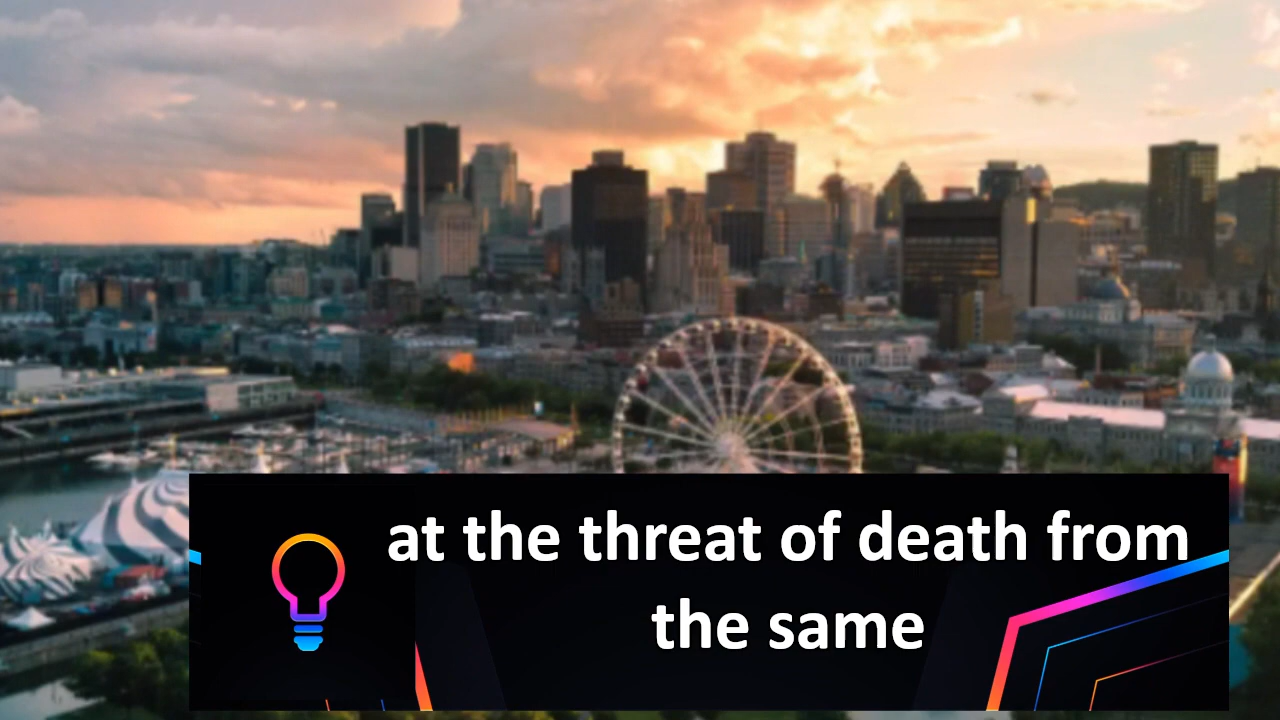 at the threat of death from
the same